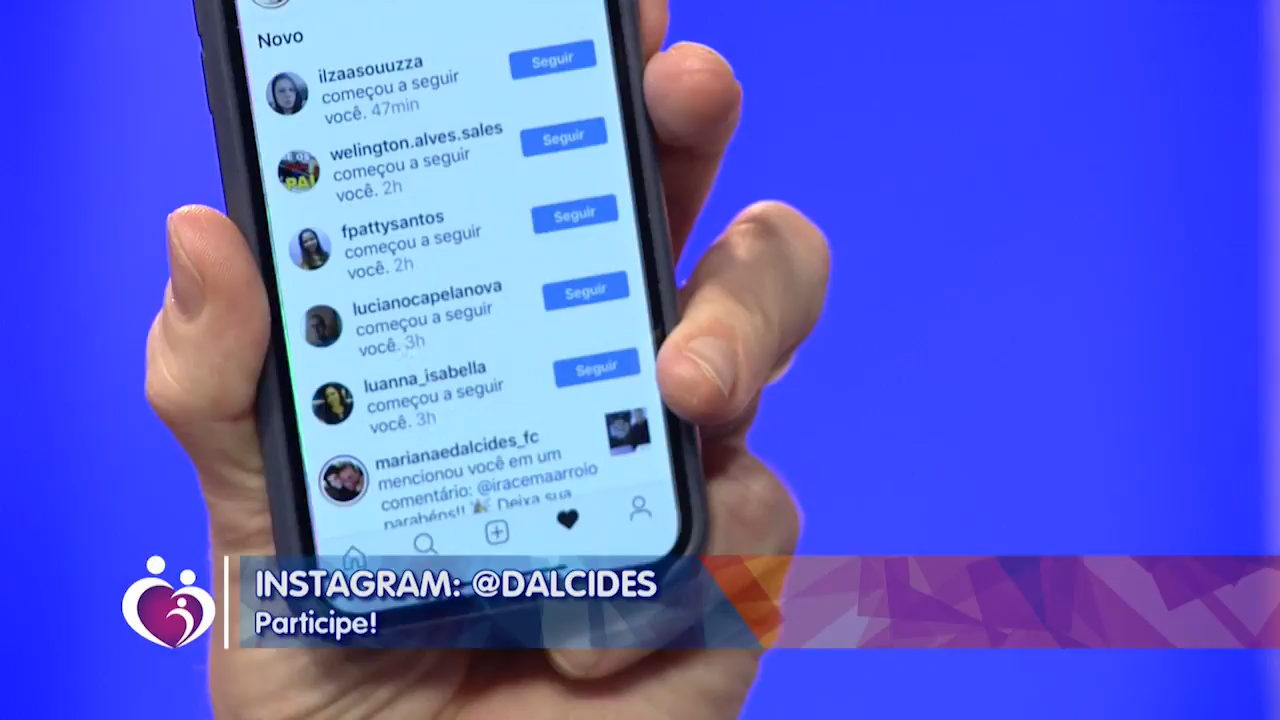 Novo
ilzaasouuzza
começou a seguir
você. 47min
Seguir
welington.alves.sales
começou a seguir
você. 2h
Seguir
fpattysantos
começou a seguir
você. 2h
Seguir
lucianocapelanova
começou a seguir
você. 3h
Seguir
luanna_isabella
começou a seguir
você. 3h
Seguir
marianaedalcides_fc
mencionou você em um
comentário: @iracemaarroio
parabéns!! 🎉 Deixa sua
INSTAGRAM: @DALCIDES
Participe!